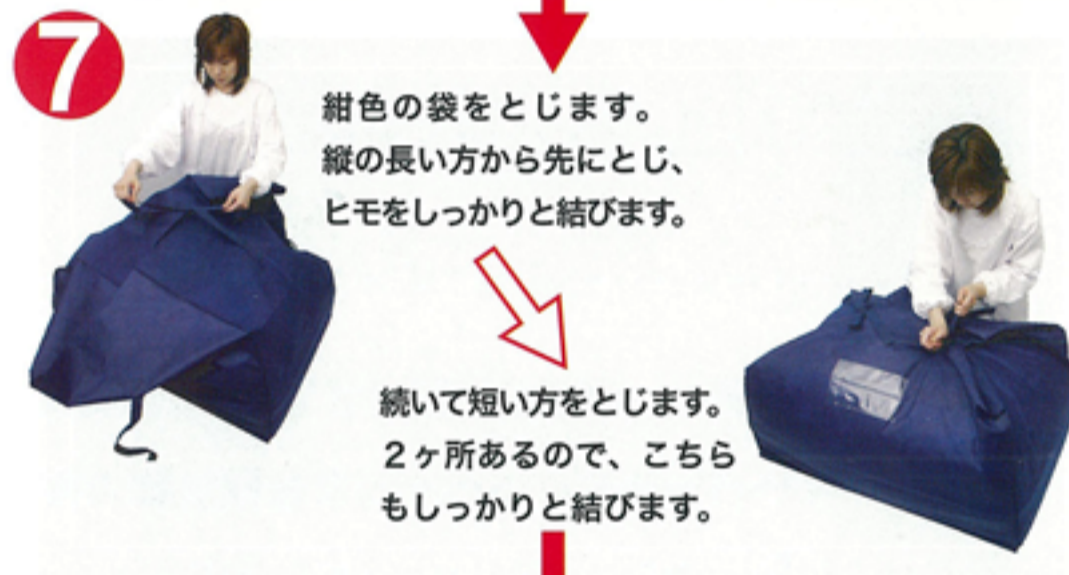 7
紺色の袋をとじます。
縦の長い方から先にとじ、
ヒモをしっかりと結びます。
続いて短い方をとじます。
2ヶ所あるので、こちら
もしっかりと結びます。